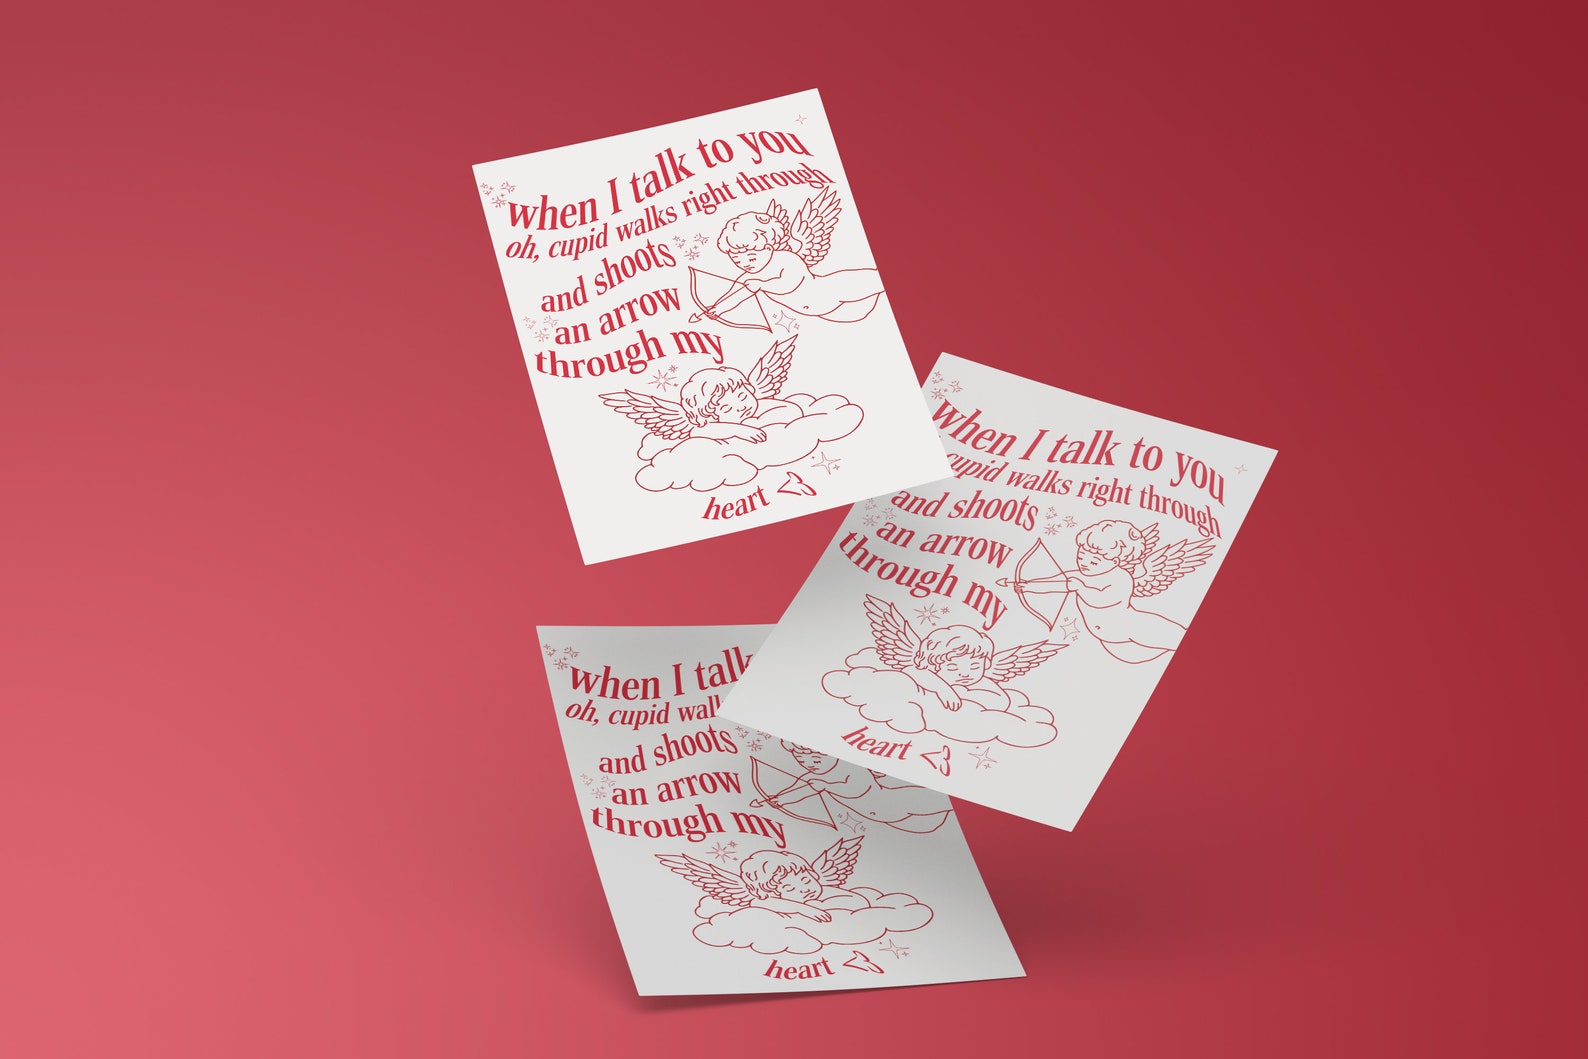 when I talk to you
oh, cupid walks right through
and shoots
an arrow
through my
heart <3
when I talk to you
cupid walks right through
and shoots
an arrow
through my
heart <3
when I talk
oh, cupid
and shoots
an arrow
through my
heart <3